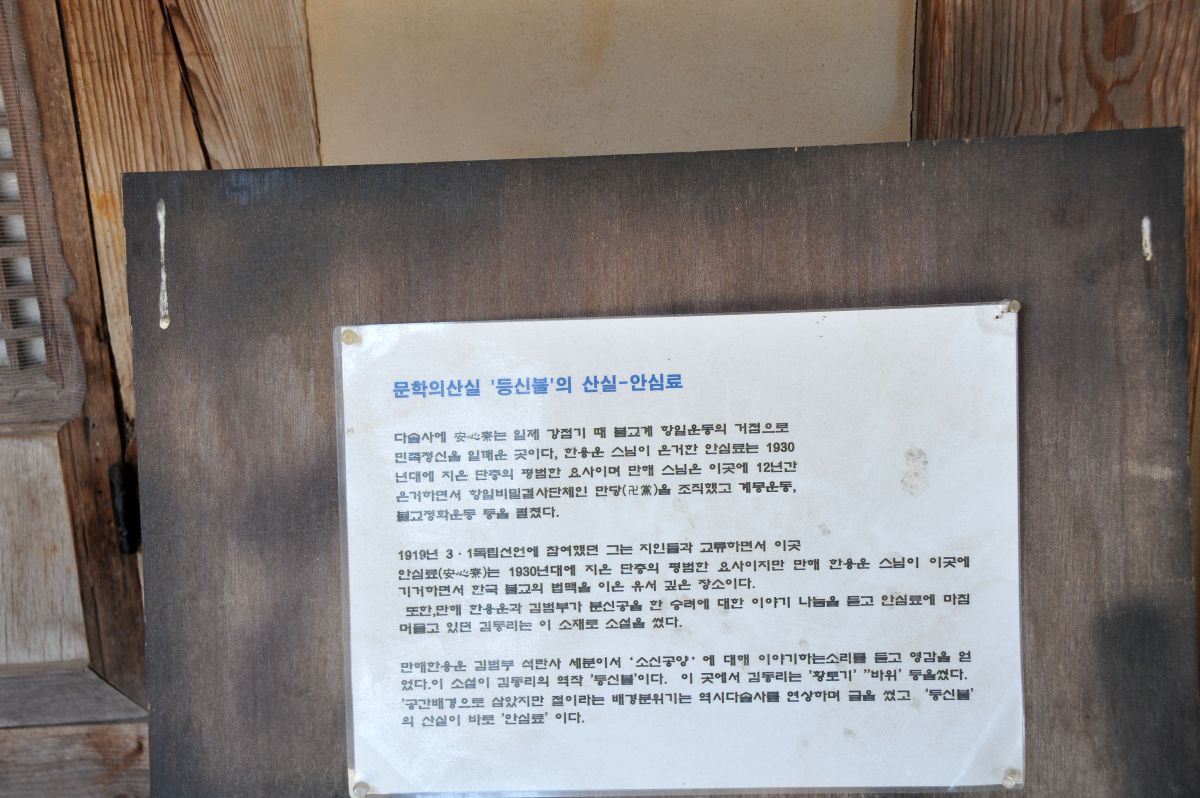 문학의산실 '등신불'의 산실-안심료
다솔사에 安心寮는 일제 강점기 때 불교계 항일운동의 거점으로
민족정신을 일깨운 곳이다, 한용운 스님이 은거한 안심료는 1930
년대에 지은 단층의 평범한 요사이며 만해 스님은 이곳에 12년간
은거하면서 항일비밀결사단체인 만당(卍黨)을 조직했고 계몽운동,
불교정화운동 등을 펼쳤다.
1919년 3·1독립선언에 참여했던 그는 지인들과 교류하면서 이곳
안심료(安心寮)는 1930년대에 지은 단층의 평범한 요사이지만 만해 한용운 스님이 이곳에
기거하면서 한국 불교의 법맥을 이은 유서 깊은 장소이다.
또한,만해 한용운과 김범부가 분신공을 한 승려에 대한 이야기 나눔을 듣고 안심료에 마침
머물고 있던 김동리는 이 소재로 소설을 썼다.
만해한용운 김범부 석란사 세분이서 '소신공양' 에 대해 이야기하는소리를 듣고 영감을 얻
었다.이 소설이 김동리의 역작 '등신불'이다. 이 곳에서 김동리는 '황토기' "바위' 등을썼다.
'공간배경으로 삼았지만 절이라는 배경분위기는 역시다솔사를 연상하며 글을 썼고 '등신불'
의 산실이 바로 '안심료' 이다.